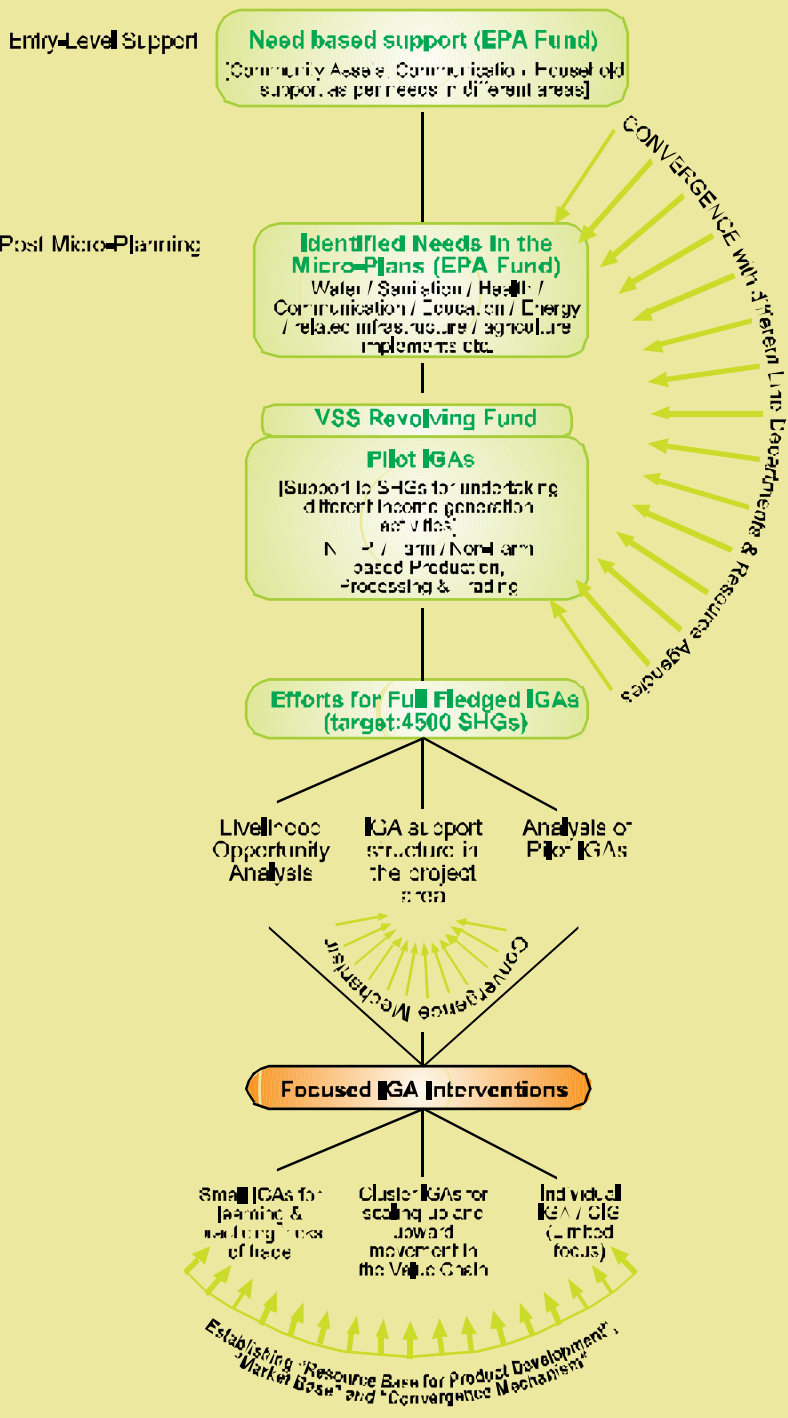 Entry-Level Support
Need based support (EPA Fund)
[Community Assets, Communication, Household
support as per needs in different areas]
CONVERGENCE with different Line Departments & Resource Agencies
Post Micro-Planning
Identified Needs in the
Micro-Plans (EPA Fund)
Water / Sanitation / Health /
Communication / Education / Energy
/ related infrastructure / agriculture
implements etc.
VSS Revolving Fund
Pilot IGAs
[Support to SHGs for undertaking
different income generation
activities]
NTFP / Farm / Non-Farm
based Production,
Processing & Trading
Efforts for Full Fledged IGAs
(target:4500 SHGs)
Livelihood
Opportunity
Analysis
IGA support
structure in
the project
area
Analysis of
Pilot IGAs
Convergence Mechanism
Focused IGA Interventions
Small IGAs for
learning &
practicing risks
of trade
Cluster IGAs for
scaling up and
upward
movement in
the Value Chain
Individual
IGA / CIG
(Limited
focus)
Establishing "Resource Base for Product Development",
"Market Base" and "Convergence Mechanism"